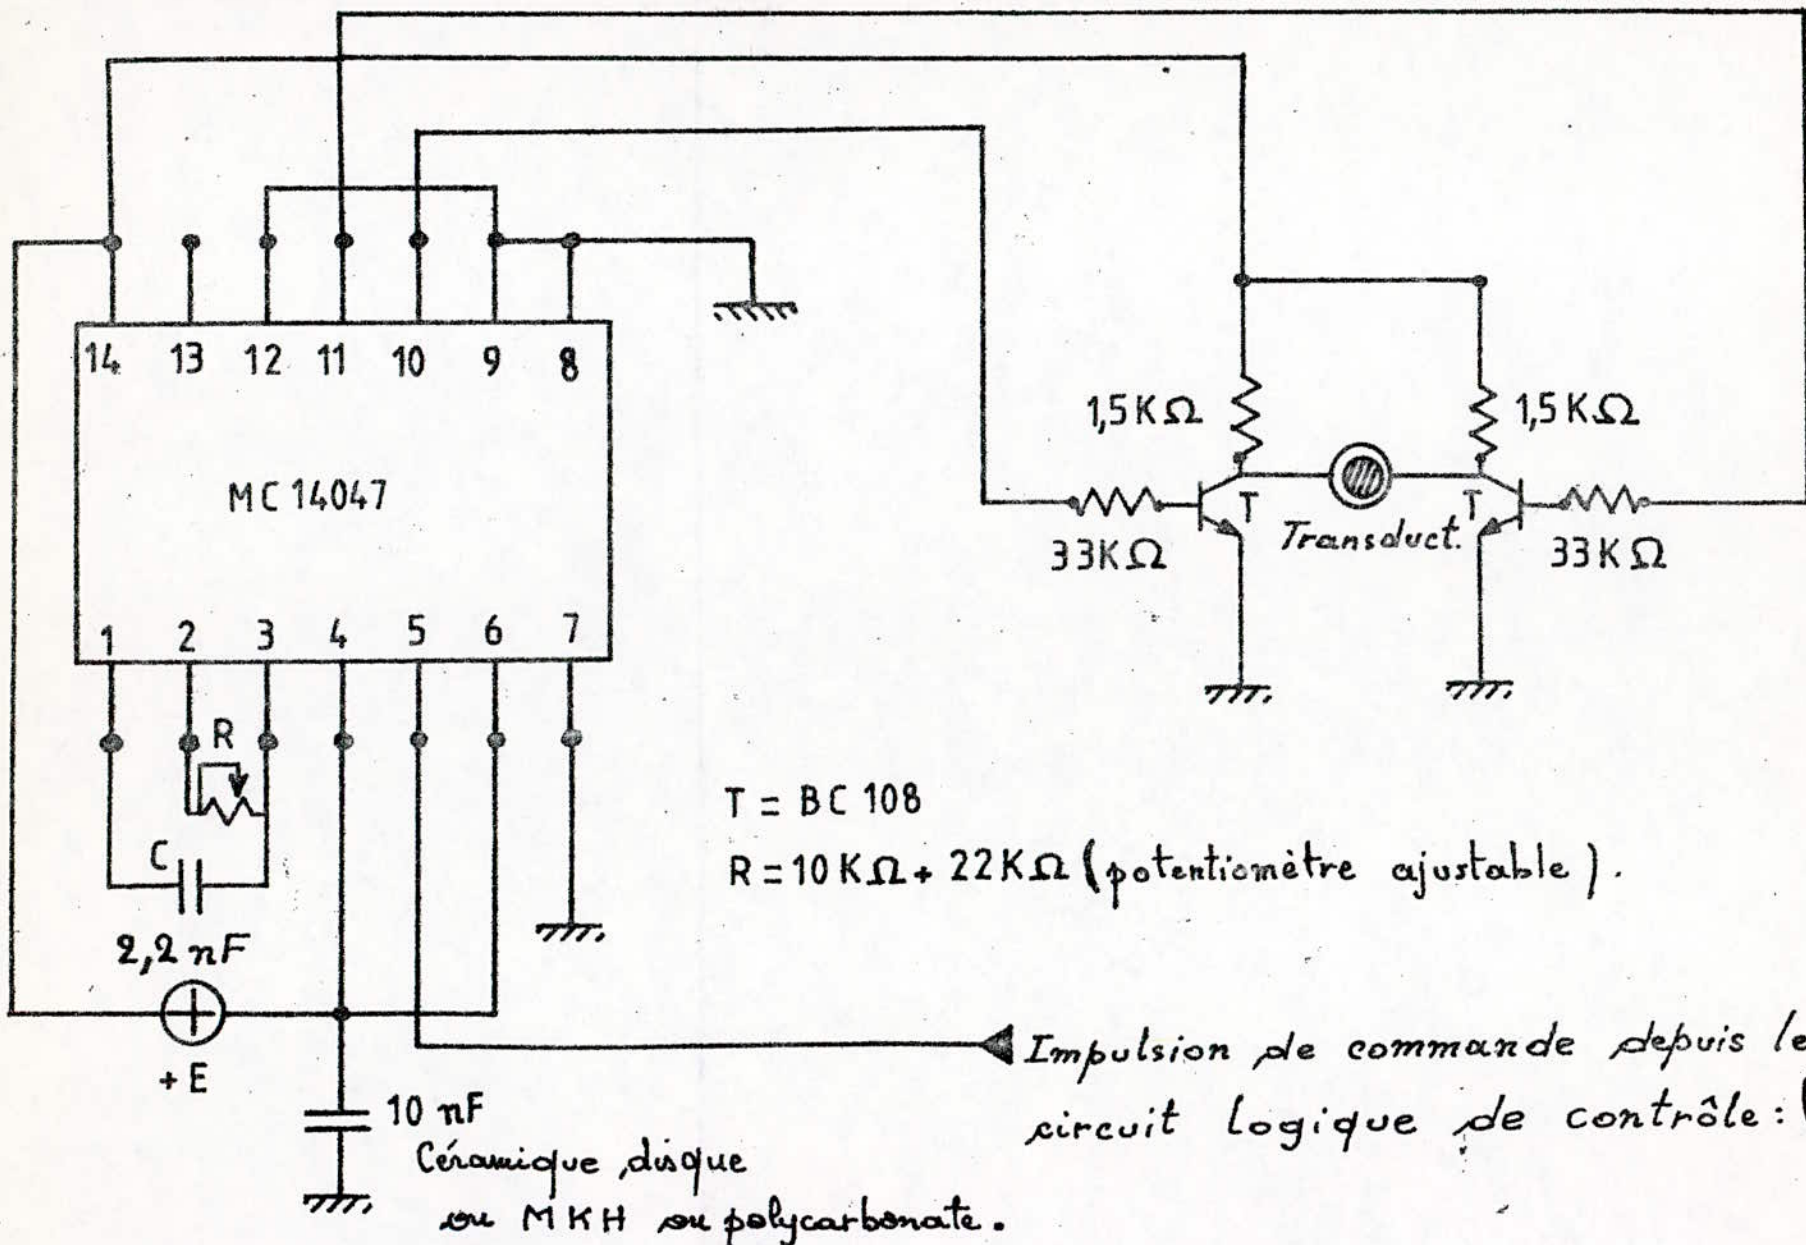 14 13 12 11 10 9 8
MC 14047
1 2 3 4 5 6 7
R
C
2,2 nF
+ E
10 nF
Céramique disque
ou MKH ou polycarbonate.
1,5 KΩ
1,5 KΩ
T
T
Transduct.
33KΩ
33KΩ
T = BC 108
R = 10 KΩ + 22 KΩ (potentiomètre ajustable).
Impulsion de commande depuis le
circuit logique de contrôle :